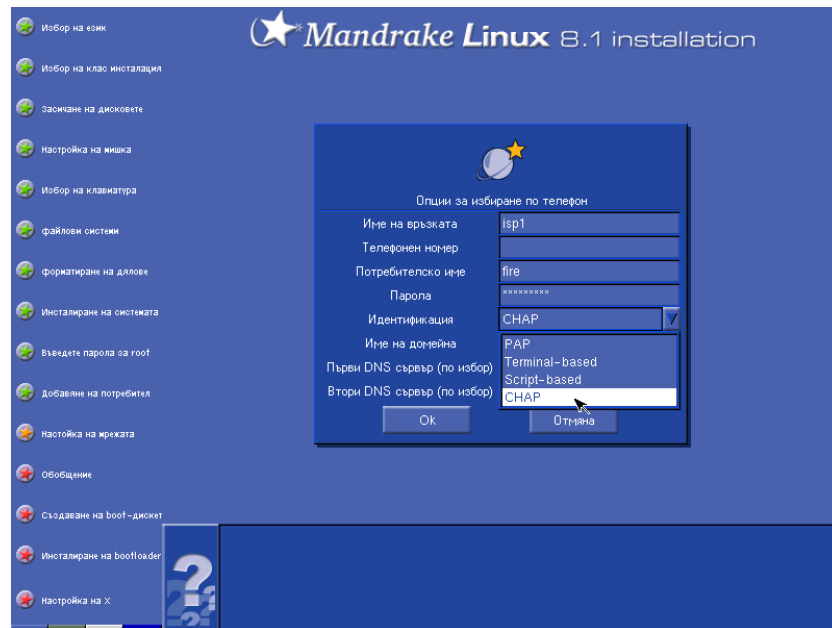 Избор на език
Mandrake Linux 8.1 installation
Избор на клас инсталация
Засичане на дисковете
Настройка на мишка
Избор на клавиатура
файлови системи
форматиране на дялове
Инсталиране на системата
Въведете парола за root
Добавяне на потребител
Настойка на мрежата
Обобщение
Създаване на boot-дискет
Инсталиране на bootloader
Настройка на X
Опции за избиране по телефон
Име на връзката isp1
Телефонен номер
Потребителско име fire
Парола *********
Идентификация CHAP
Име на домейна PAP
Terminal-based
Първи DNS сървър (по избор)
Script-based
Втори DNS сървър (по избор) CHAP
Ok Отмяна